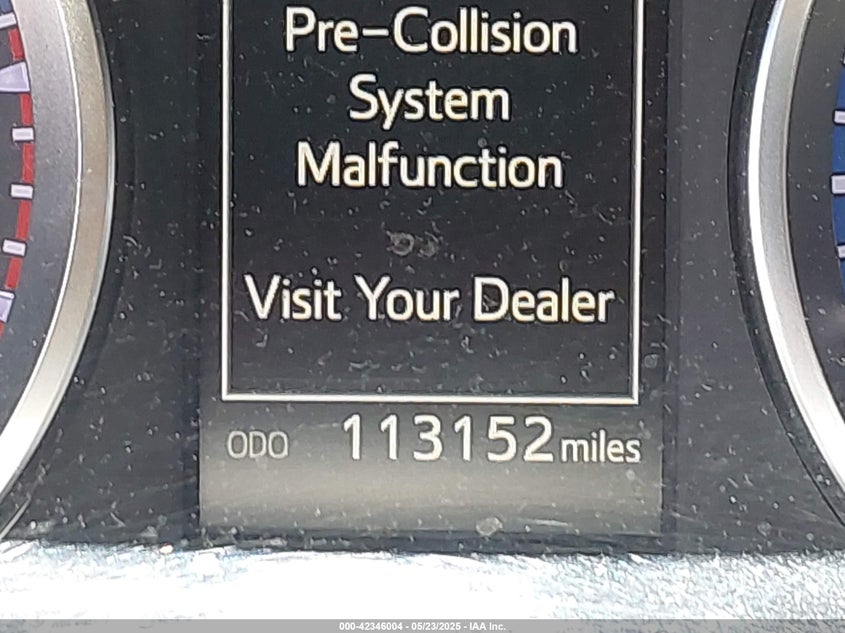 Pre-Collision
System
Malfunction
Visit Your Dealer
ODO 113152 miles
000-42346004 - 05/23/2025 - IAA Inc.